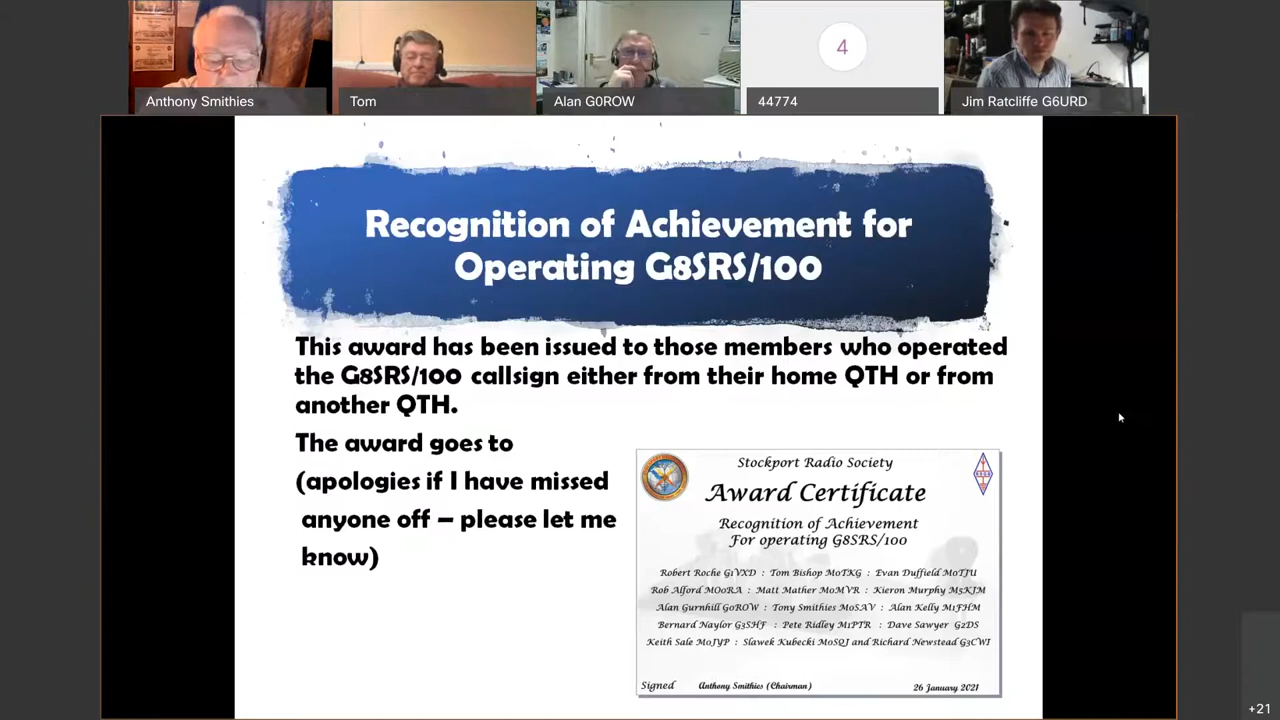 4
Anthony Smithies
Tom
Alan G0ROW
44774
Jim Ratcliffe G6URD
Recognition of Achievement for
Operating G8SRS/100
This award has been issued to those members who operated
the G8SRS/100 callsign either from their home QTH or from
another QTH.
The award goes to
(apologies if I have missed
anyone off – please let me
know)
Stockport Radio Society
Award Certificate
Recognition of Achievement
For operating G8SRS/100
Robert Roche G1VXD : Tom Bishop M0TKG : Evan Duffield M0TJU
Rob Alford MO0RA : Matt Mather M0MVR : Kieron Murphy M5KJM
Alan Gurnhill G0ROW : Tony Smithies M0SAV : Alan Kelly M1FHM
Bernard Naylor G3SHF : Pete Ridley M1PTR : Dave Sawyer G2DS
Keith Sale M0JYP : Slawek Kubecki M0SQJ and Richard Newstead G3CWI
Signed Anthony Smithies (Chairman) 26 January 2021
+21